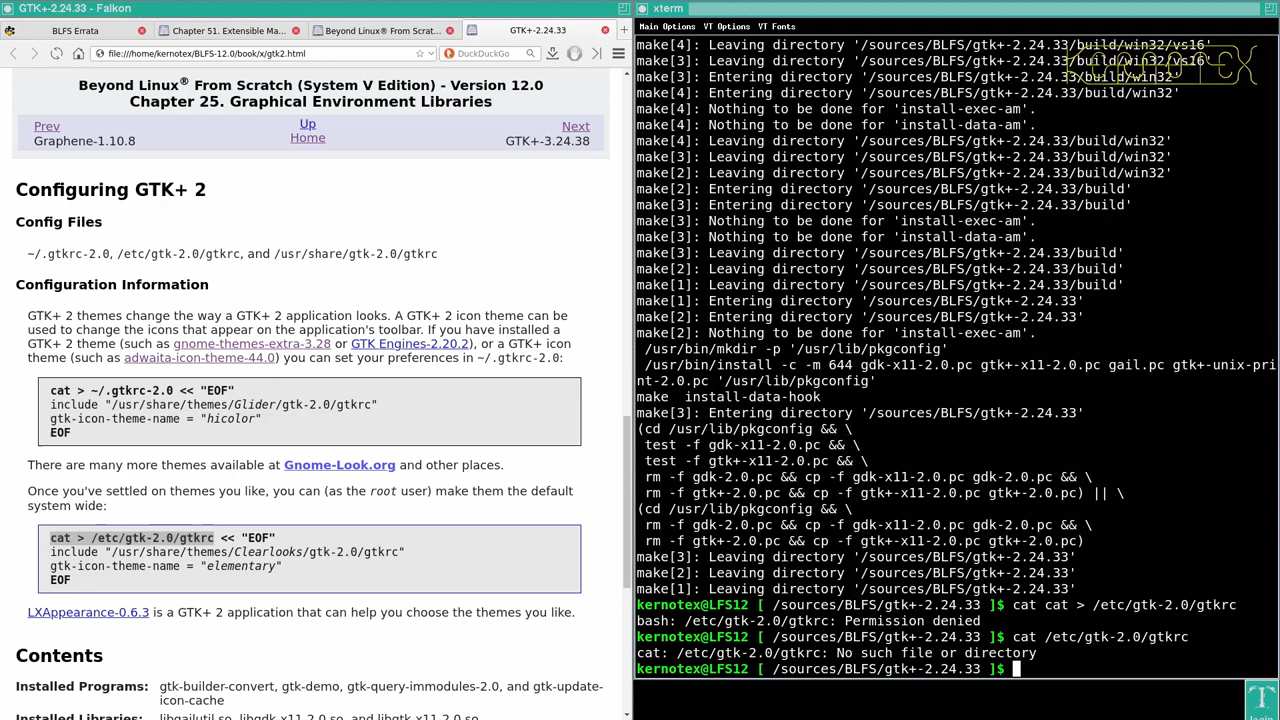 GTK+-2.24.33 - Falkon
BLFS Errata
Chapter 51. Extensible Ma
Beyond Linux® From Scrat
GTK+-2.24.33
file:///home/kernotex/BLFS-12.0/book/x/gtk2.html
DuckDuckGo
Beyond Linux® From Scratch (System V Edition) - Version 12.0
Chapter 25. Graphical Environment Libraries
Prev
Up
Next
Graphene-1.10.8
Home
GTK+-3.24.38
Configuring GTK+ 2
Config Files
~/.gtkrc-2.0, /etc/gtk-2.0/gtkrc, and /usr/share/gtk-2.0/gtkrc
Configuration Information
GTK+ 2 themes change the way a GTK+ 2 application looks. A GTK+ 2 icon theme can be
used to change the icons that appear on the application's toolbar. If you have installed a
GTK+ 2 theme (such as gnome-themes-extra-3.28 or GTK Engines-2.20.2), or a GTK+ icon
theme (such as adwaita-icon-theme-44.0) you can set your preferences in ~/.gtkrc-2.0:
cat > ~/.gtkrc-2.0 << "EOF"
include "/usr/share/themes/Glider/gtk-2.0/gtkrc"
gtk-icon-theme-name = "hicolor"
EOF
There are many more themes available at Gnome-Look.org and other places.
Once you've settled on themes you like, you can (as the root user) make them the default
system wide:
cat > /etc/gtk-2.0/gtkrc << "EOF"
include "/usr/share/themes/Clearlooks/gtk-2.0/gtkrc"
gtk-icon-theme-name = "elementary"
EOF
LXAppearance-0.6.3 is a GTK+ 2 application that can help you choose the themes you like.
Contents
Installed Programs: gtk-builder-convert, gtk-demo, gtk-query-immodules-2.0, and gtk-update-
icon-cache
Installed Libraries: libgailutil.so, libgdk-x11-2.0.so, and libgtk-x11-2.0.so
xterm
Main Options VT Options VT Fonts
make[4]: Leaving directory '/sources/BLFS/gtk+-2.24.33/build/win32/vs16'
make[3]: Leaving directory '/sources/BLFS/gtk+-2.24.33/build/win32/vs16'
make[3]: Entering directory '/sources/BLFS/gtk+-2.24.33/build/win32'
make[4]: Entering directory '/sources/BLFS/gtk+-2.24.33/build/win32'
make[4]: Nothing to be done for 'install-exec-am'.
make[4]: Nothing to be done for 'install-data-am'.
make[4]: Leaving directory '/sources/BLFS/gtk+-2.24.33/build/win32'
make[3]: Leaving directory '/sources/BLFS/gtk+-2.24.33/build/win32'
make[2]: Leaving directory '/sources/BLFS/gtk+-2.24.33/build/win32'
make[2]: Entering directory '/sources/BLFS/gtk+-2.24.33/build'
make[3]: Entering directory '/sources/BLFS/gtk+-2.24.33/build'
make[3]: Nothing to be done for 'install-exec-am'.
make[3]: Nothing to be done for 'install-data-am'.
make[3]: Leaving directory '/sources/BLFS/gtk+-2.24.33/build'
make[2]: Leaving directory '/sources/BLFS/gtk+-2.24.33/build'
make[1]: Leaving directory '/sources/BLFS/gtk+-2.24.33/build'
make[1]: Entering directory '/sources/BLFS/gtk+-2.24.33'
make[2]: Entering directory '/sources/BLFS/gtk+-2.24.33'
make[2]: Nothing to be done for 'install-exec-am'.
/usr/bin/mkdir -p '/usr/lib/pkgconfig'
/usr/bin/install -c -m 644 gdk-x11-2.0.pc gtk+-x11-2.0.pc gail.pc gtk+-unix-pri
nt-2.0.pc '/usr/lib/pkgconfig'
make  install-data-hook
make[3]: Entering directory '/sources/BLFS/gtk+-2.24.33'
(cd /usr/lib/pkgconfig && \
test -f gdk-x11-2.0.pc && \
test -f gtk+-x11-2.0.pc && \
rm -f gdk-2.0.pc && cp -f gdk-x11-2.0.pc gdk-2.0.pc && \
rm -f gtk+-2.0.pc && cp -f gtk+-x11-2.0.pc gtk+-2.0.pc) || \
(cd /usr/lib/pkgconfig && \
rm -f gdk-2.0.pc && cp -f gdk-x11-2.0.pc gdk-2.0.pc && \
rm -f gtk+-2.0.pc && cp -f gtk+-x11-2.0.pc gtk+-2.0.pc)
make[3]: Leaving directory '/sources/BLFS/gtk+-2.24.33'
make[2]: Leaving directory '/sources/BLFS/gtk+-2.24.33'
make[1]: Leaving directory '/sources/BLFS/gtk+-2.24.33'
kernotex@LFS12 [ /sources/BLFS/gtk+-2.24.33 ]$ cat cat > /etc/gtk-2.0/gtkrc
bash: /etc/gtk-2.0/gtkrc: Permission denied
kernotex@LFS12 [ /sources/BLFS/gtk+-2.24.33 ]$ cat /etc/gtk-2.0/gtkrc
cat: /etc/gtk-2.0/gtkrc: No such file or directory
kernotex@LFS12 [ /sources/BLFS/gtk+-2.24.33 ]$
login